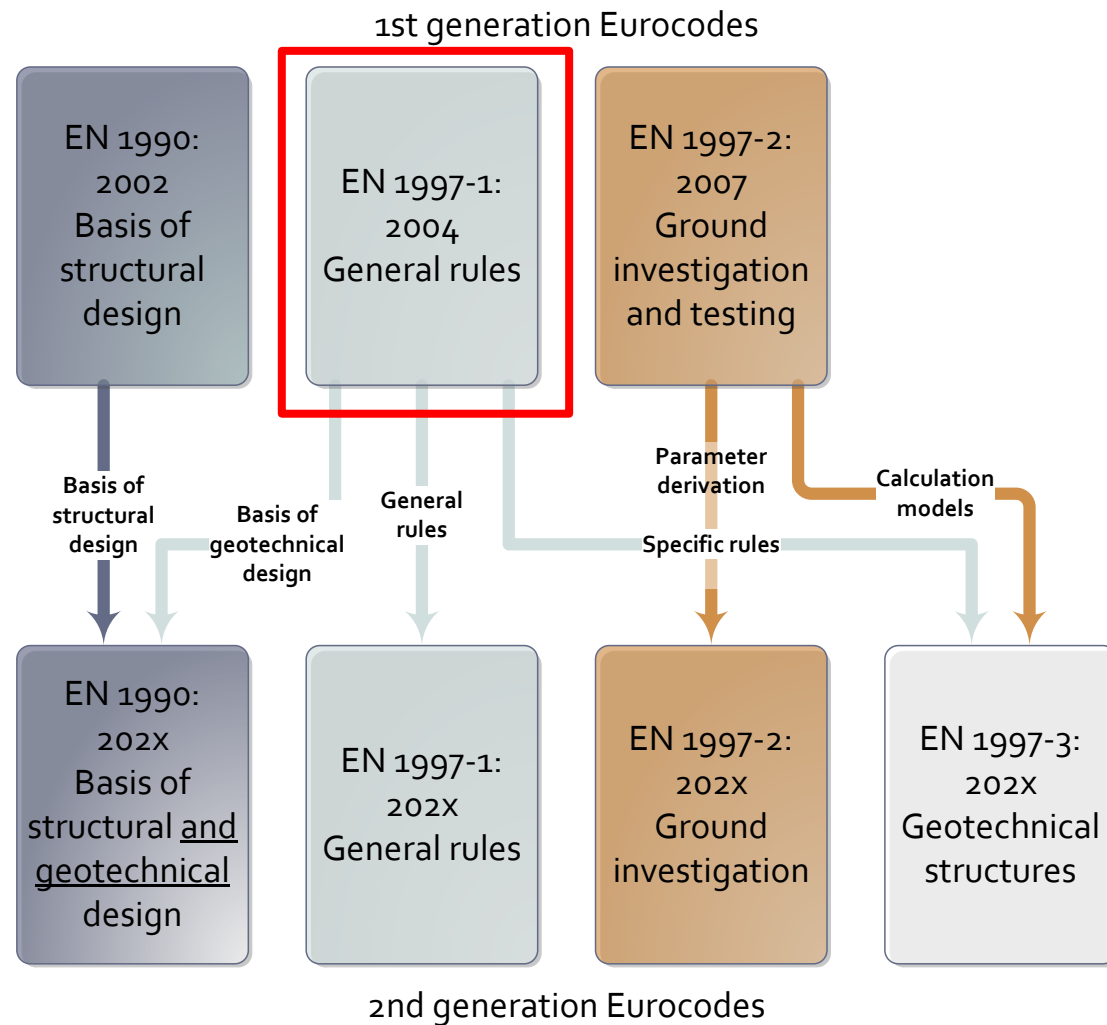 1st generation Eurocodes
EN 1990:
2002
Basis of
structural
design
EN 1997-1:
2004
General rules
EN 1997-2:
2007
Ground
investigation
and testing
Basis of
structural
design
Basis of
geotechnical
design
General
rules
Parameter
derivation
Specific rules
Calculation
models
EN 1990:
202x
Basis of
structural and
geotechnical
design
EN 1997-1:
202x
General rules
EN 1997-2:
202x
Ground
investigation
EN 1997-3:
202x
Geotechnical
structures
2nd generation Eurocodes